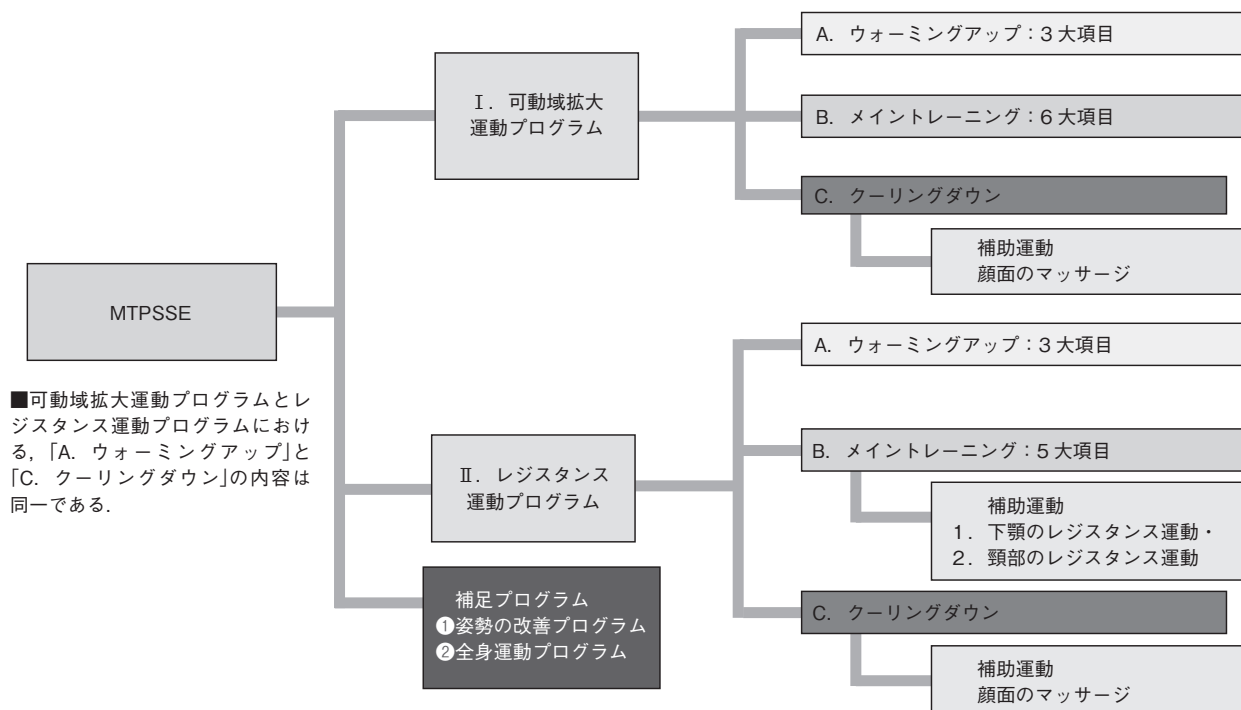 MTPSSE
■可動域拡大運動プログラムとレ
ジスタンス運動プログラムにおけ
る，「A．ウォーミングアップ」と
「C．クーリングダウン」の内容は
同一である．
Ⅰ．可動域拡大
運動プログラム
A．ウォーミングアップ：3大項目
B．メイントレーニング：6大項目
C．クーリングダウン
補助運動
顔面のマッサージ
Ⅱ．レジスタンス
運動プログラム
A．ウォーミングアップ：3大項目
B．メイントレーニング：5大項目
補助運動
1．下顎のレジスタンス運動・
2．頸部のレジスタンス運動
C．クーリングダウン
補助運動
顔面のマッサージ
補足プログラム
❶姿勢の改善プログラム
❷全身運動プログラム